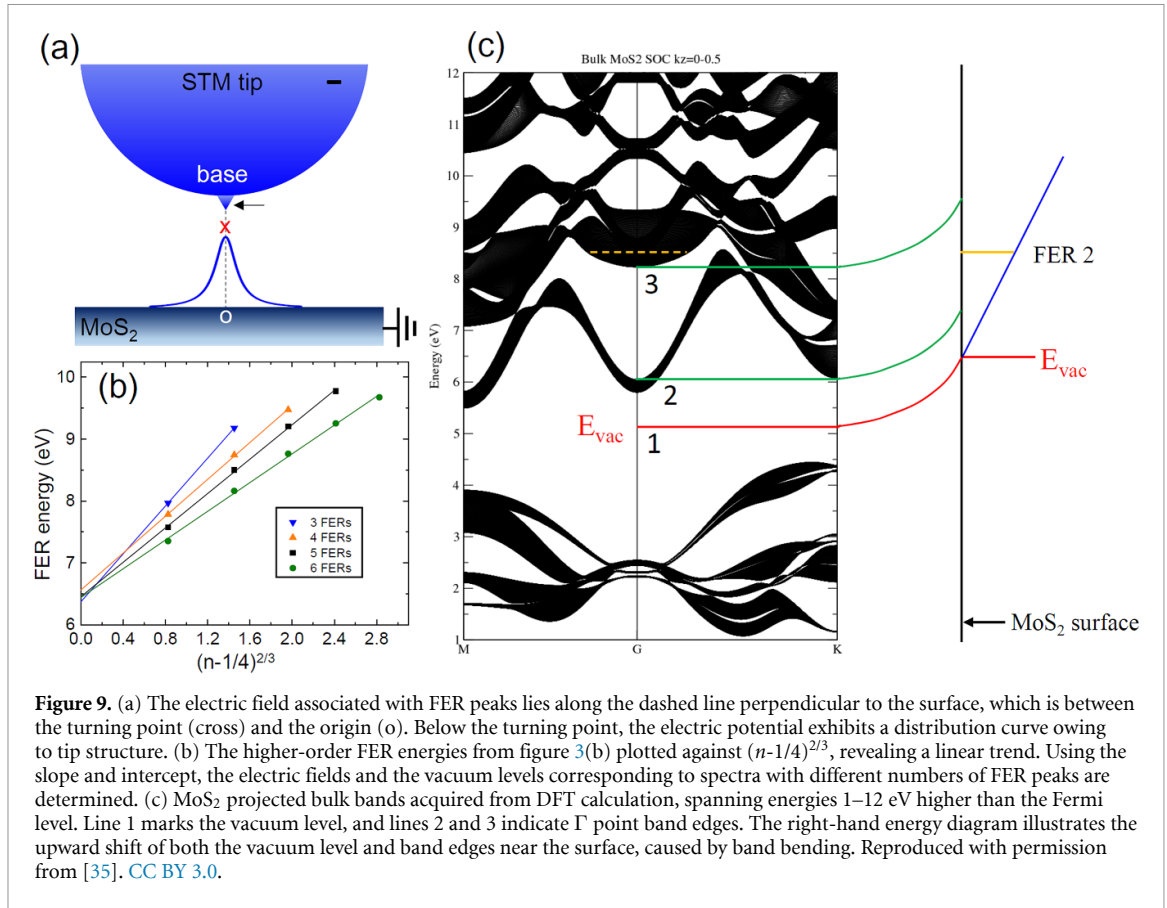 (a)
STM tip
–
base
x
o
MoS₂
(b)
FER energy (eV)
10
9
8
7
6
0.0 0.4 0.8 1.2 1.6 2.0 2.4 2.8
(n-1/4)^2/3
3 FERs
4 FERs
5 FERs
6 FERs
(c)
Bulk MoS2 SOC kz=0-0.5
Energy (eV)
12
11
10
9
8
7
6
5
4
3
2
1
M G K
3
2
E_vac 1
FER 2
E_vac
MoS₂ surface
Figure 9. (a) The electric field associated with FER peaks lies along the dashed line perpendicular to the surface, which is between
the turning point (cross) and the origin (o). Below the turning point, the electric potential exhibits a distribution curve owing
to tip structure. (b) The higher-order FER energies from figure 3(b) plotted against (n-1/4)^2/3, revealing a linear trend. Using the
slope and intercept, the electric fields and the vacuum levels corresponding to spectra with different numbers of FER peaks are
determined. (c) MoS₂ projected bulk bands acquired from DFT calculation, spanning energies 1–12 eV higher than the Fermi
level. Line 1 marks the vacuum level, and lines 2 and 3 indicate Γ point band edges. The right-hand energy diagram illustrates the
upward shift of both the vacuum level and band edges near the surface, caused by band bending. Reproduced with permission
from [35]. CC BY 3.0.